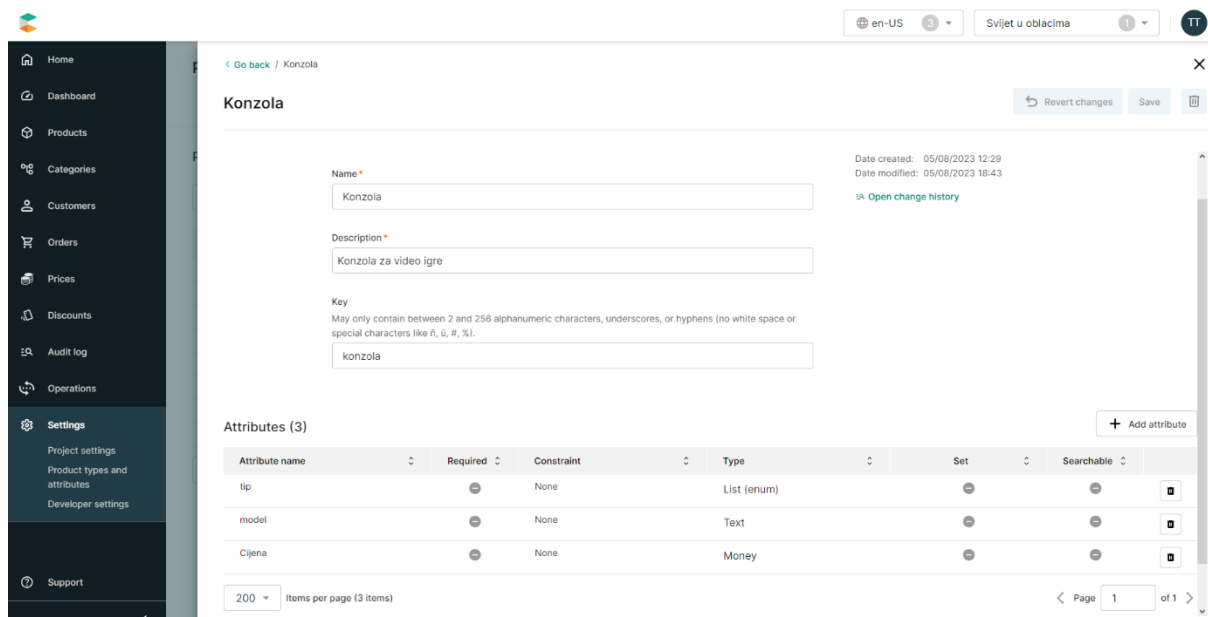 en-US 3 Svijet u oblacima 1 TT
Home
Dashboard
Products
Categories
Customers
Orders
Prices
Discounts
Audit log
Operations
Settings
Project settings
Product types and
attributes
Developer settings
Support
Go back / Konzola
Konzola
Revert changes Save
Name*
Konzola
Description*
Konzola za video igre
Key
May only contain between 2 and 256 alphanumeric characters, underscores, or hyphens (no white space or
special characters like ñ, ü, #, %).
konzola
Date created: 05/08/2023 12:29
Date modified: 05/08/2023 18:43
Open change history
Attributes (3)
Add attribute
Attribute name Required Constraint Type Set Searchable
tip None List (enum)
model None Text
Cijena None Money
200 Items per page (3 items) Page 1 of 1